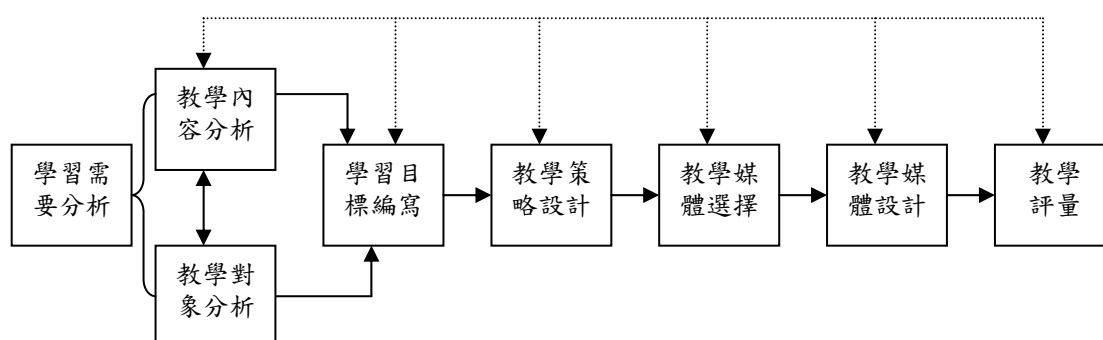 教學內
容分析
學習需
要分析
學習目
標編寫
教學策
略設計
教學媒
體選擇
教學媒
體設計
教學
評量
教學對
象分析